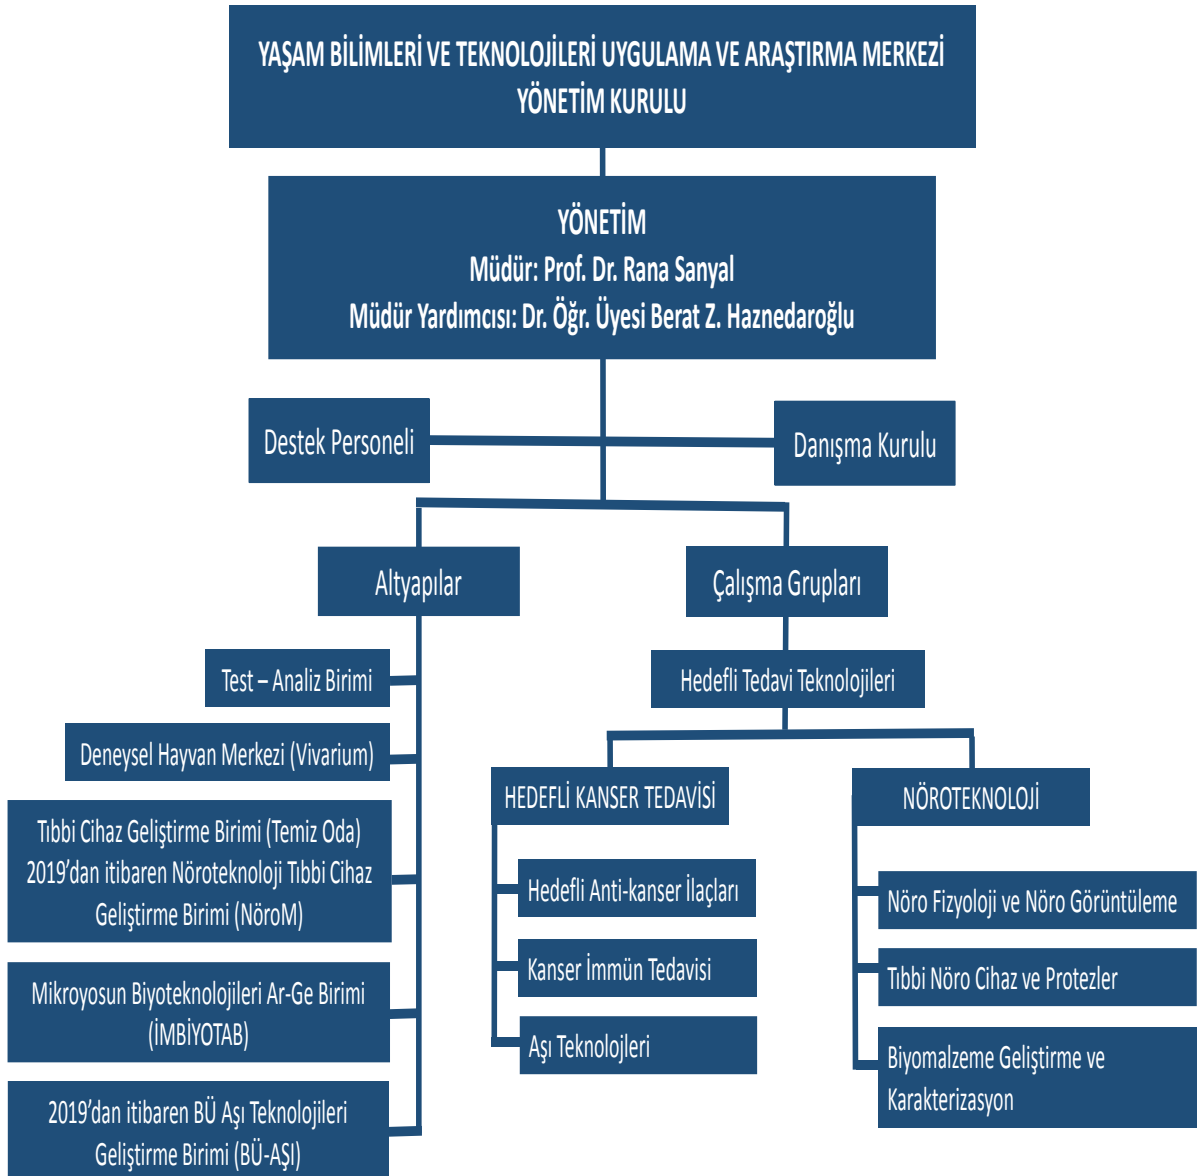 YAŞAM BİLİMLERİ VE TEKNOLOJİLERİ UYGULAMA VE ARAŞTIRMA MERKEZİ
YÖNETİM KURULU
YÖNETİM
Müdür: Prof. Dr. Rana Sanyal
Müdür Yardımcısı: Dr. Öğr. Üyesi Berat Z. Haznedaroğlu
Destek Personeli
Danışma Kurulu
Altyapılar
Test – Analiz Birimi
Deneysel Hayvan Merkezi (Vivarium)
Tıbbi Cihaz Geliştirme Birimi (Temiz Oda)
2019’dan itibaren Nöroteknoloji Tıbbi Cihaz
Geliştirme Birimi (NöroM)
Mikroyosun Biyoteknolojileri Ar-Ge Birimi
(İMBİYOTAB)
2019’dan itibaren BÜ Aşı Teknolojileri
Geliştirme Birimi (BÜ-AŞI)
Çalışma Grupları
Hedefli Tedavi Teknolojileri
HEDEFLİ KANSER TEDAVİSİ
Hedefli Anti-kanser İlaçları
Kanser İmmün Tedavisi
Aşı Teknolojleri
NÖROTEKNOLOJİ
Nöro Fizyoloji ve Nöro Görüntüleme
Tıbbi Nöro Cihaz ve Protezler
Biyomalzeme Geliştirme ve
Karakterizasyon